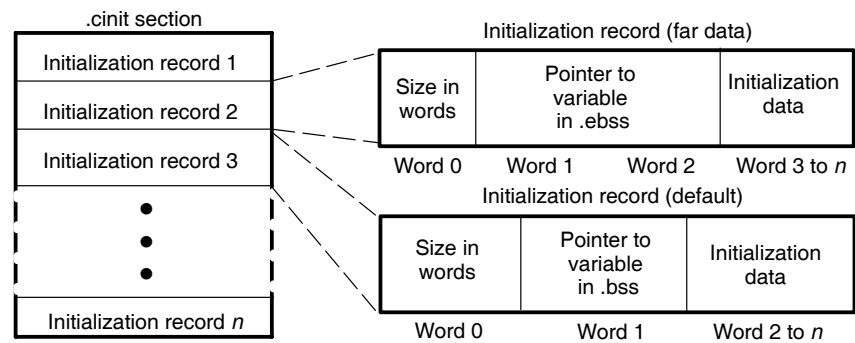 .cinit section
Initialization record 1
Initialization record 2
Initialization record 3
Initialization record n
Initialization record (far data)
Size in
words
Pointer to
variable
in .ebss
Initialization
data
Word 0
Word 1
Word 2
Word 3 to n
Initialization record (default)
Size in
words
Pointer to
variable
in .bss
Initialization
data
Word 0
Word 1
Word 2 to n